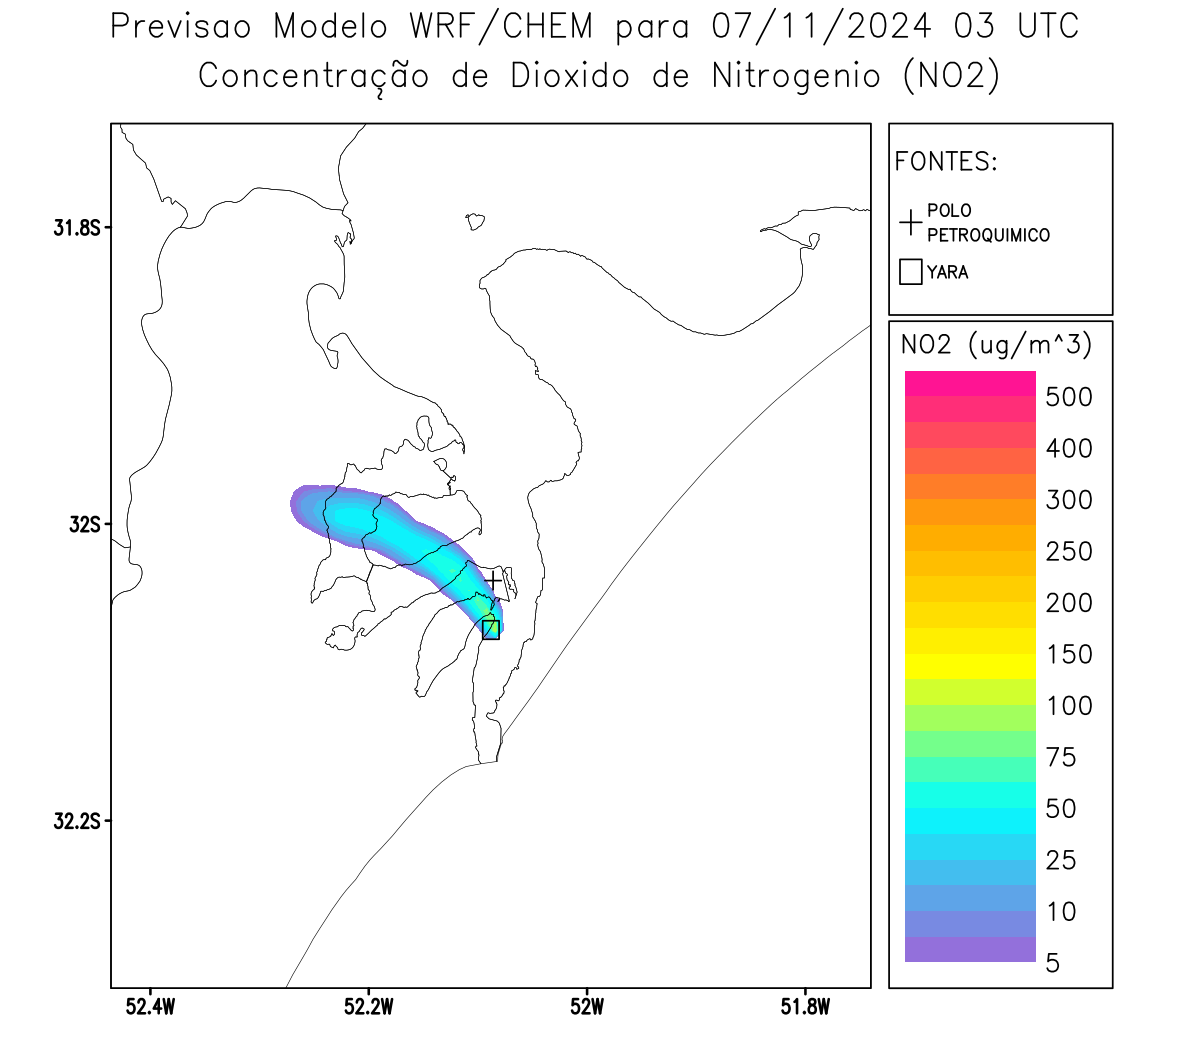 Previsao Modelo WRF/CHEM para 07/11/2024 03 UTC
Concentração de Dioxido de Nitrogenio (NO2)
FONTES:
POLO
PETROQUIMICO
YARA
NO2 (ug/m^3)
500
400
300
250
200
150
100
75
50
25
10
5
31.8S
32S
32.2S
52.4W
52.2W
52W
51.8W